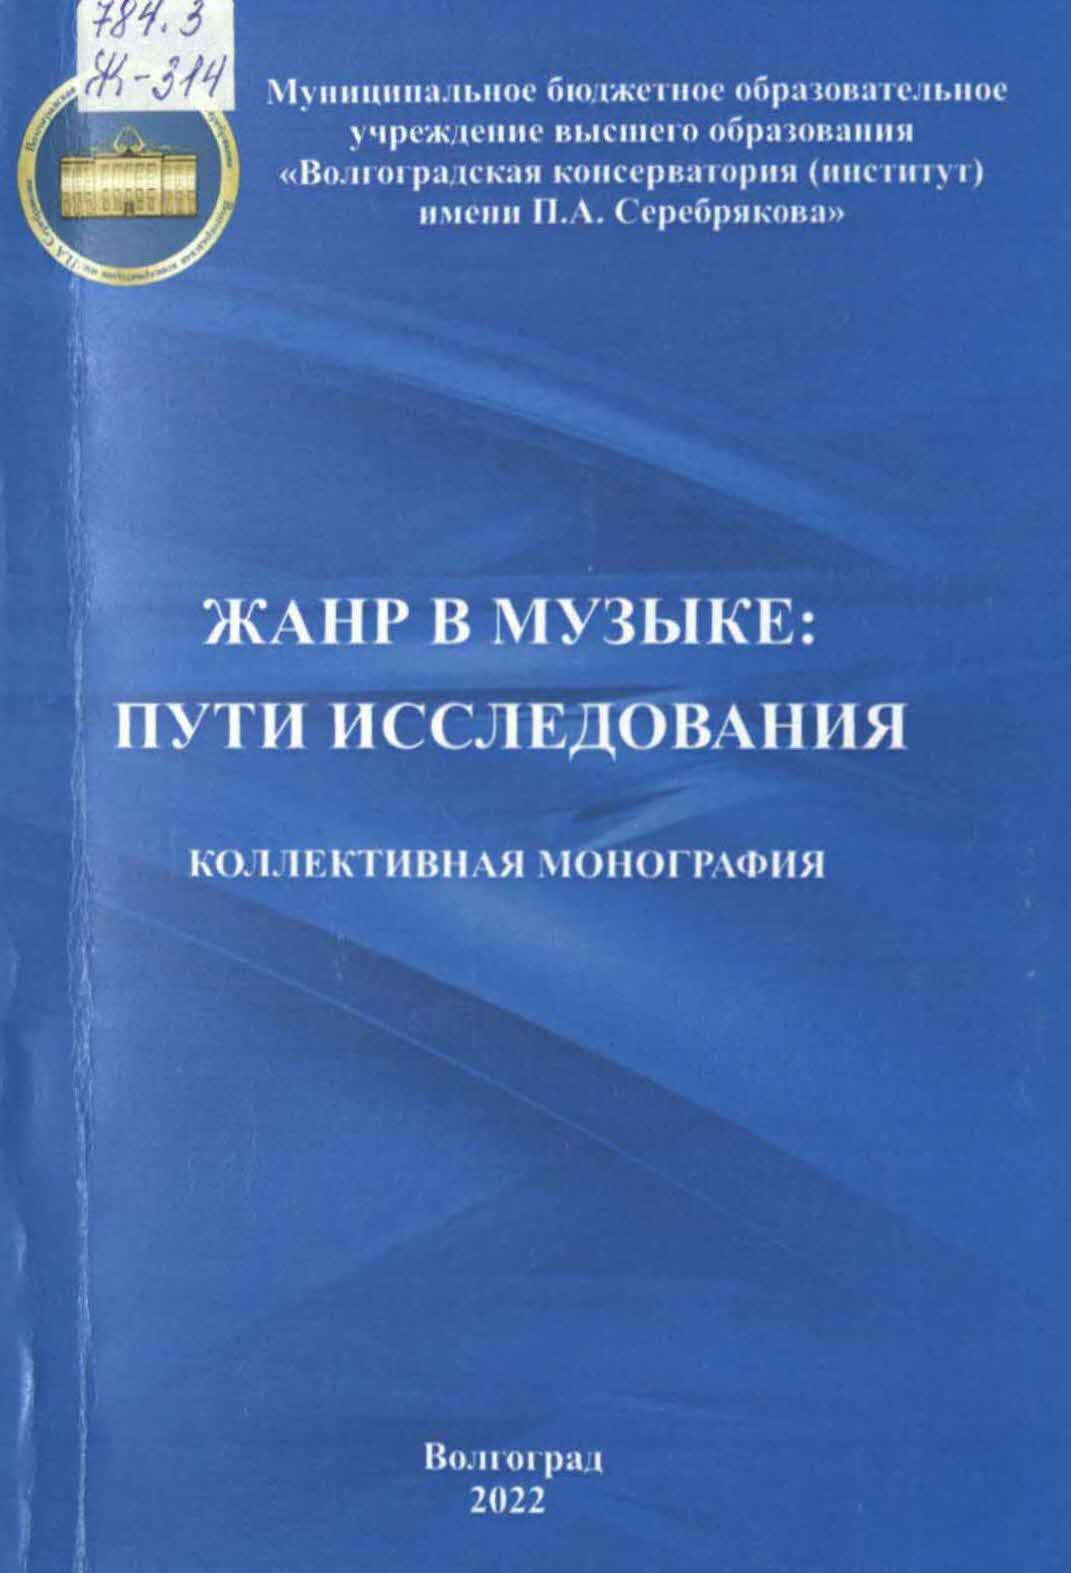 784.3
Ж-314
Муниципальное бюджетное образовательное
учреждение высшего образования
«Волгоградская консерватория (институт)
имени П.А. Серебрякова»
ЖАНР В МУЗЫКЕ:
ПУТИ ИССЛЕДОВАНИЯ
КОЛЛЕКТИВНАЯ МОНОГРАФИЯ
Волгоград
2022